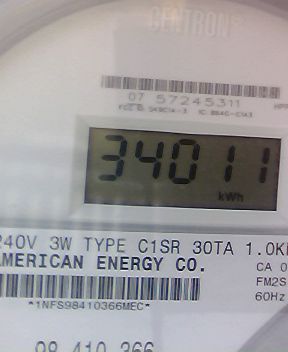 CENTRON
07 57245311
34011
kWh
240V 3W TYPE C1SR 30TA 1.0K
AMERICAN ENERGY CO. CA 0
FM2S
*1NFS98410366MEC* 60Hz
98 410 366